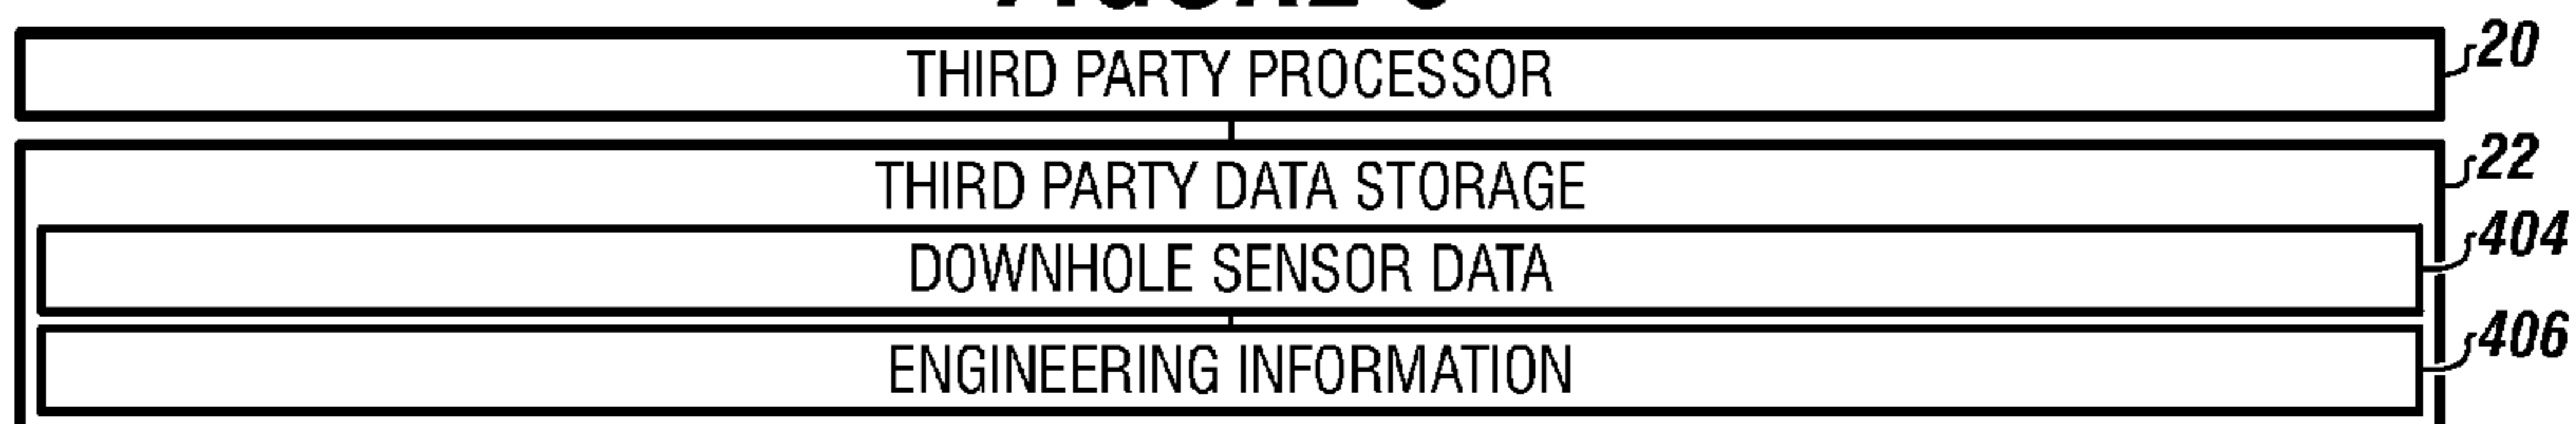 THIRD PARTY PROCESSOR
20
THIRD PARTY DATA STORAGE
22
DOWNHOLE SENSOR DATA
404
ENGINEERING INFORMATION
406